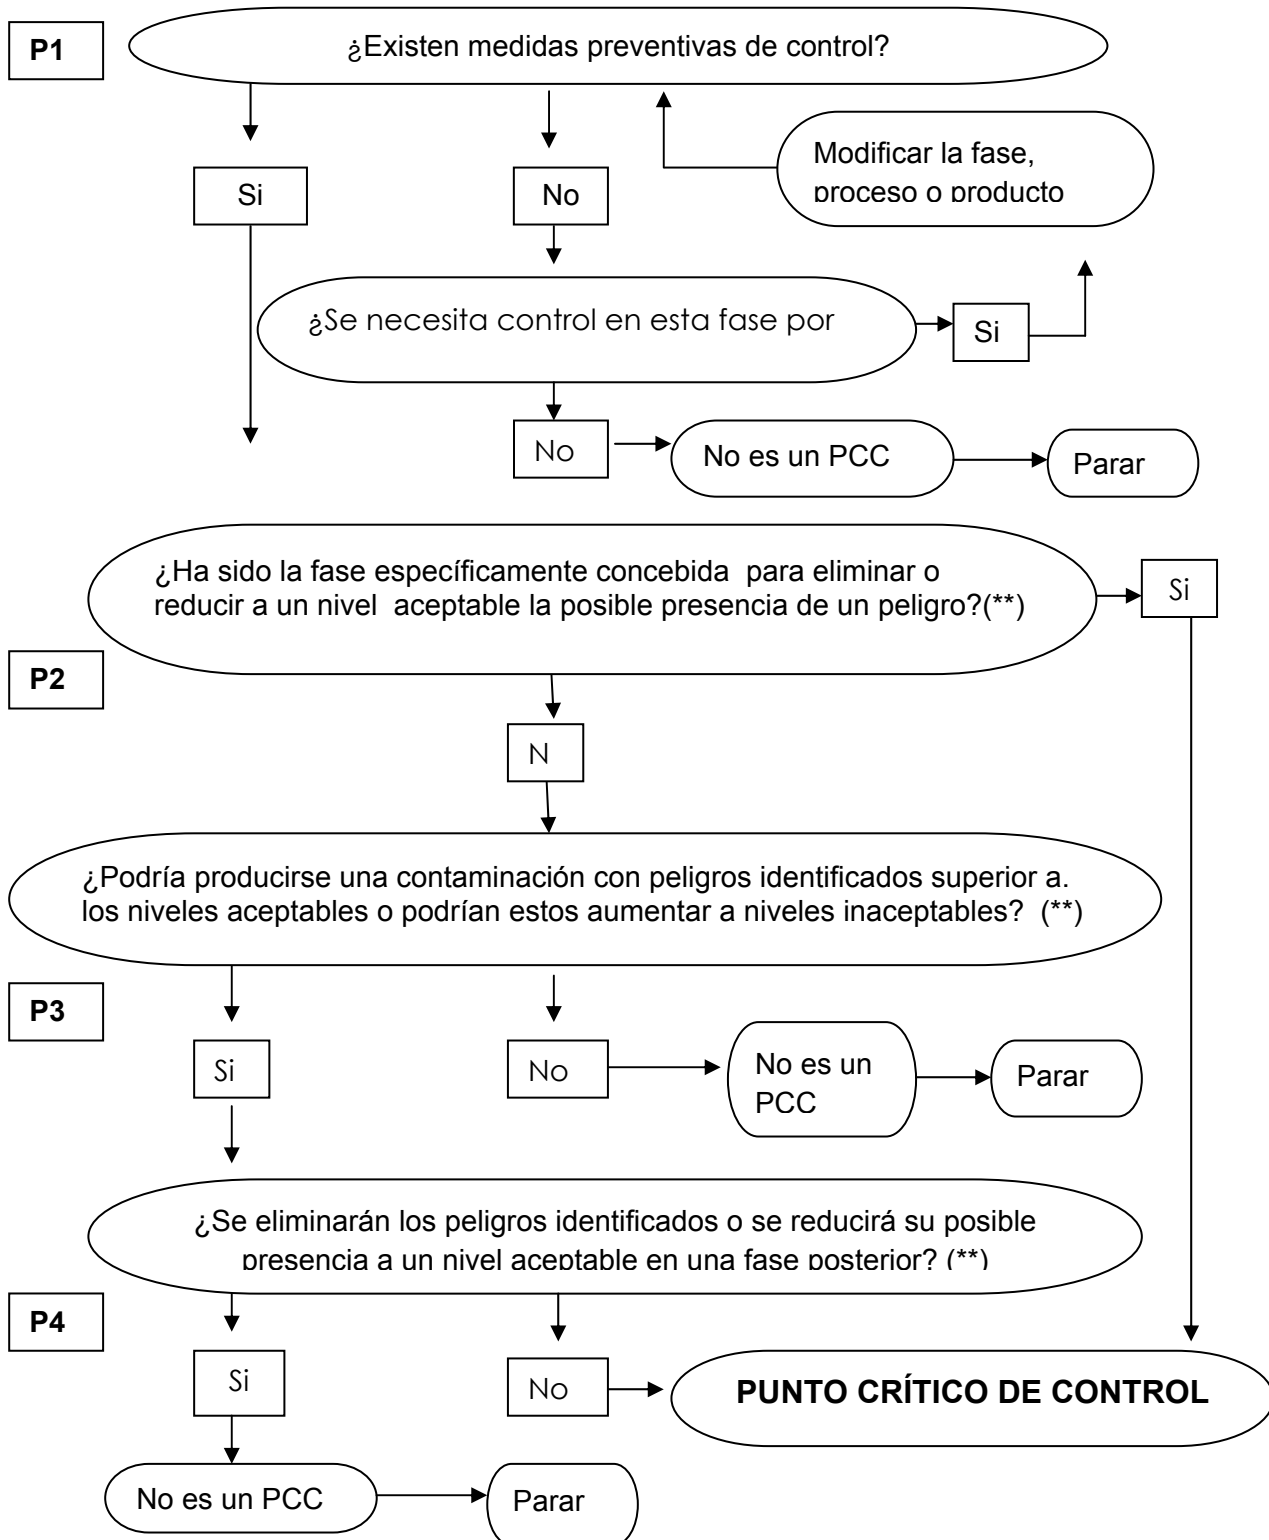 P1
¿Existen medidas preventivas de control?
Modificar la fase,
proceso o producto
Si
No
¿Se necesita control en esta fase por
Si
No
No es un PCC
Parar
¿Ha sido la fase específicamente concebida para eliminar o
reducir a un nivel aceptable la posible presencia de un peligro?(**)
Si
P2
N
¿Podría producirse una contaminación con peligros identificados superior a.
los niveles aceptables o podrían estos aumentar a niveles inaceptables? (**)
P3
Si
No
No es un
PCC
Parar
¿Se eliminarán los peligros identificados o se reducirá su posible
presencia a un nivel aceptable en una fase posterior? (**)
P4
Si
No
PUNTO CRÍTICO DE CONTROL
No es un PCC
Parar